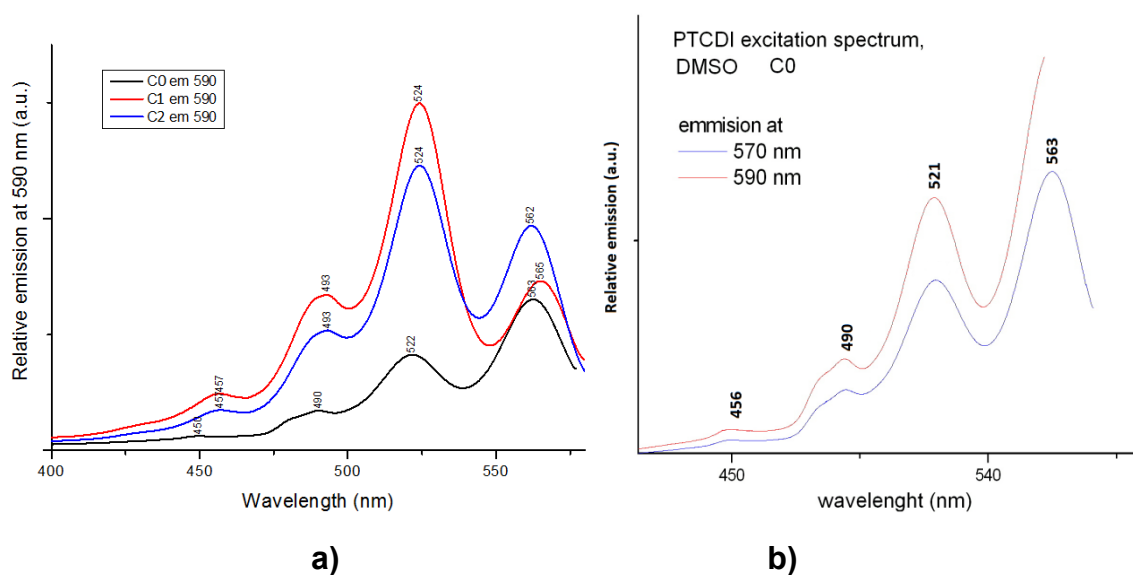 Relative emission at 590 nm (a.u.)
C0 em 590
C1 em 590
C2 em 590
524
524
562
565
563
493
493
522
457
457
490
450
400
450
500
550
Wavelength (nm)
a)
PTCDI excitation spectrum,
DMSO C0
emmision at
570 nm
590 nm
Relative emission (a.u.)
563
521
490
456
450
540
wavelenght (nm)
b)